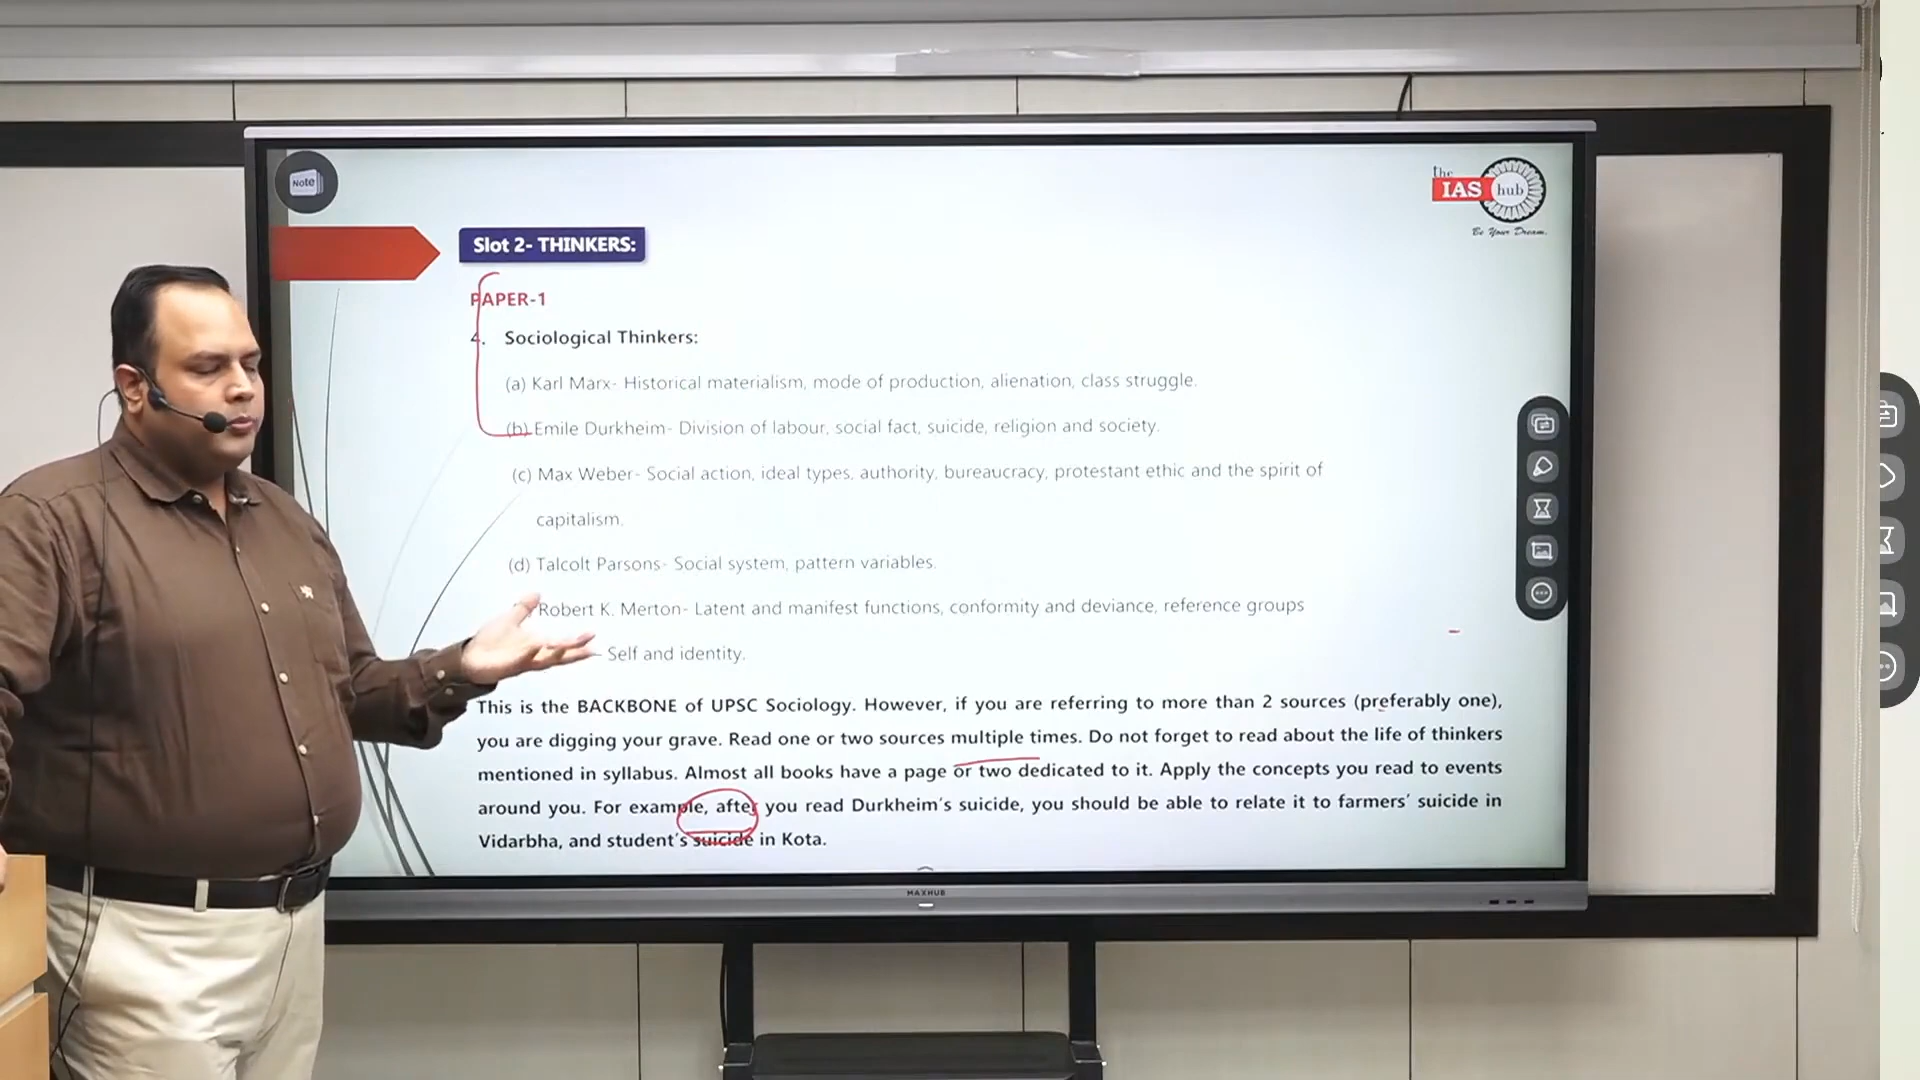 Note
the
IAS hub
Be Your Dream.
Slot 2- THINKERS:
PAPER-1
4. Sociological Thinkers:
(a) Karl Marx- Historical materialism, mode of production, alienation, class struggle.
(b) Emile Durkheim- Division of labour, social fact, suicide, religion and society.
(c) Max Weber- Social action, ideal types, authority, bureaucracy, protestant ethic and the spirit of
capitalism.
(d) Talcolt Parsons- Social system, pattern variables.
Robert K. Merton- Latent and manifest functions, conformity and deviance, reference groups
- Self and identity.
This is the BACKBONE of UPSC Sociology. However, if you are referring to more than 2 sources (preferably one),
you are digging your grave. Read one or two sources multiple times. Do not forget to read about the life of thinkers
mentioned in syllabus. Almost all books have a page or two dedicated to it. Apply the concepts you read to events
around you. For example, after you read Durkheim's suicide, you should be able to relate it to farmers' suicide in
Vidarbha, and student's suicide in Kota.
MAXHUB